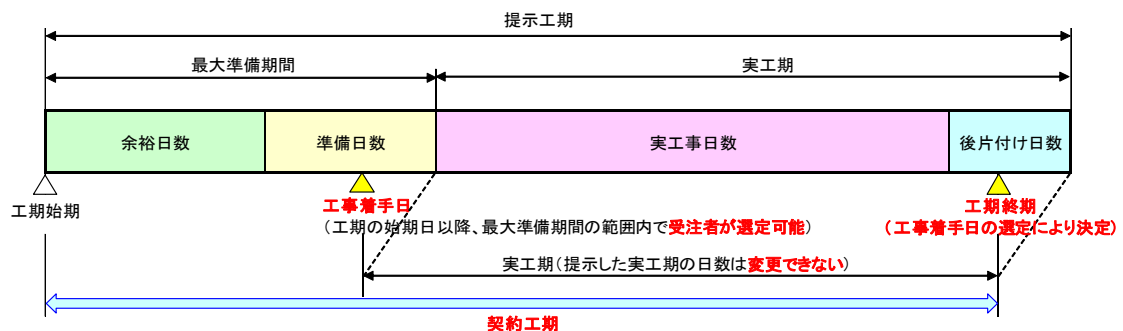 提示工期
最大準備期間
実工期
余裕日数
準備日数
実工事日数
後片付け日数
工期始期
工事着手日
(工期の始期日以降、最大準備期間の範囲内で受注者が選定可能)
工期終期
(工事着手日の選定により決定)
実工期(提示した実工期の日数は変更できない)
契約工期